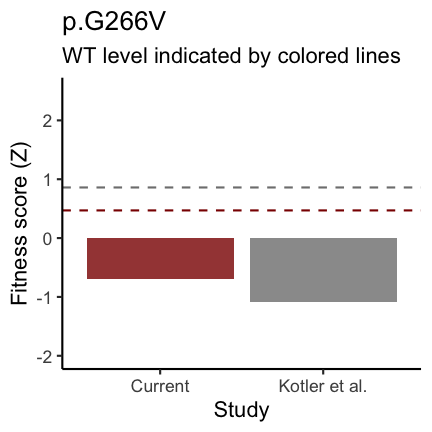 p.G266V
WT level indicated by colored lines
Fitness score (Z)
2
1
0
-1
-2
Current
Kotler et al.
Study